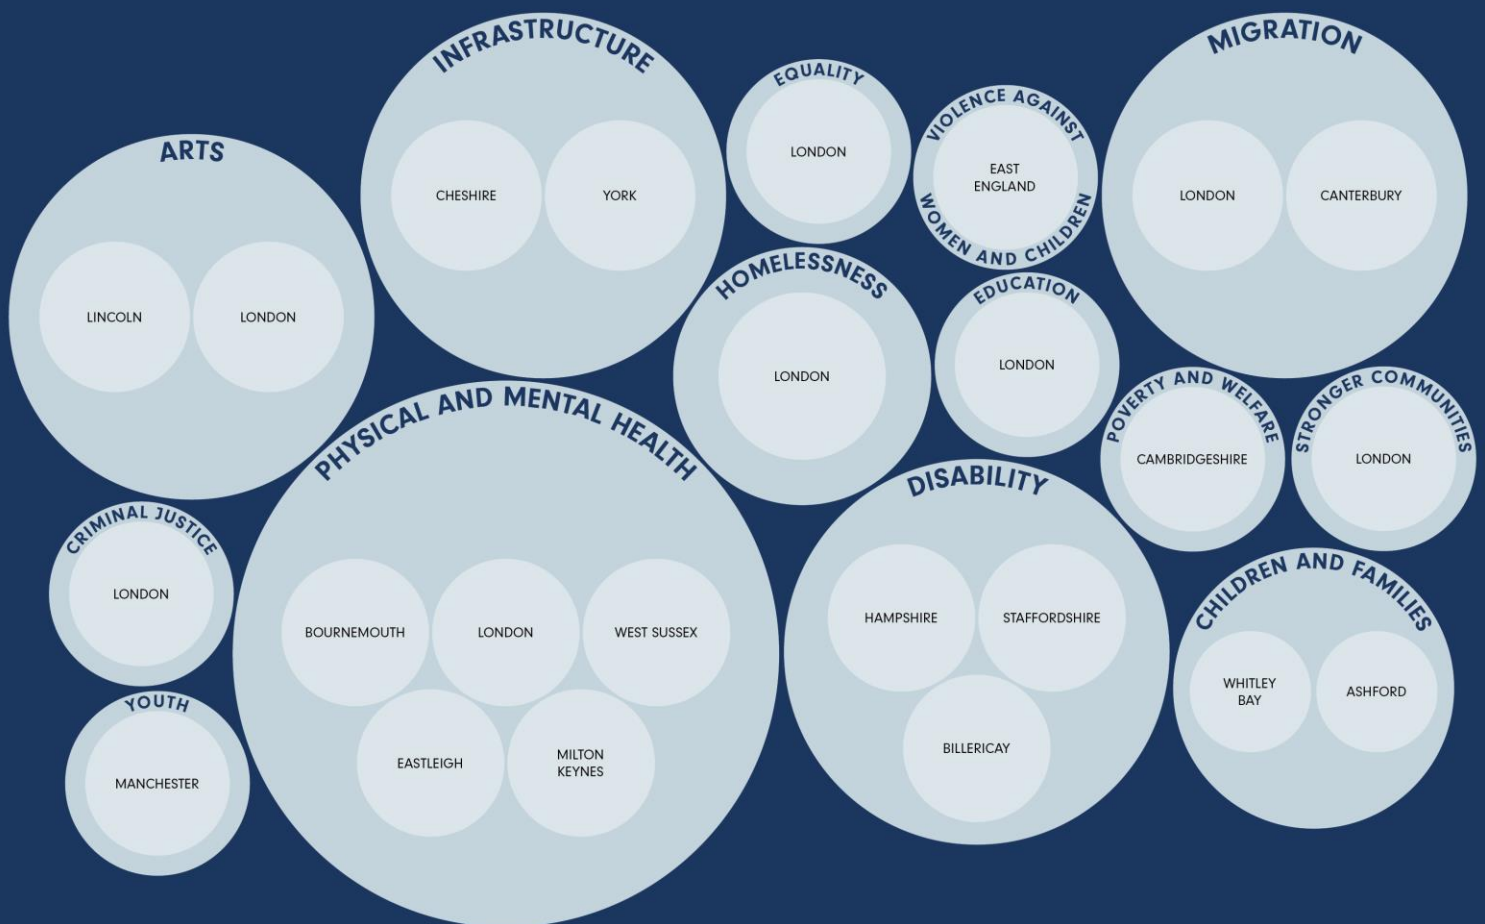 INFRASTRUCTURE
CHESHIRE
YORK
EQUALITY
LONDON
VIOLENCE AGAINST
EAST
ENGLAND
WOMEN AND CHILDREN
MIGRATION
LONDON
CANTERBURY
ARTS
LINCOLN
LONDON
HOMELESSNESS
LONDON
EDUCATION
LONDON
POVERTY AND WELFARE
CAMBRIDGESHIRE
STRONGER COMMUNITIES
LONDON
PHYSICAL AND MENTAL HEALTH
BOURNEMOUTH
LONDON
WEST SUSSEX
EASTLEIGH
MILTON
KEYNES
DISABILITY
HAMPSHIRE
STAFFORDSHIRE
BILLERICAY
CRIMINAL JUSTICE
LONDON
CHILDREN AND FAMILIES
WHITLEY
BAY
ASHFORD
YOUTH
MANCHESTER